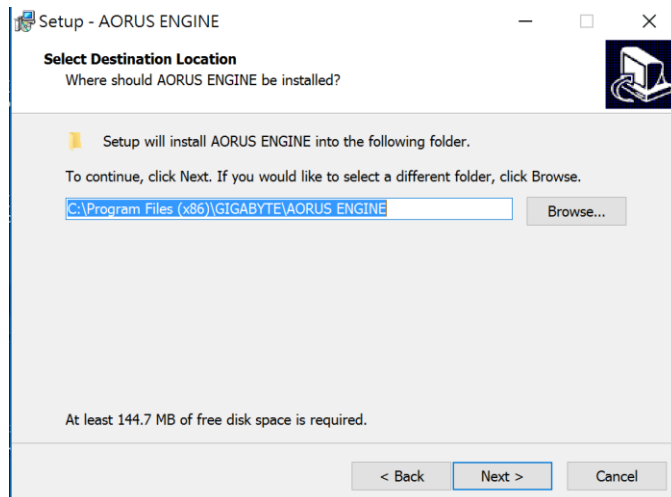 Setup - AORUS ENGINE
Select Destination Location
Where should AORUS ENGINE be installed?
Setup will install AORUS ENGINE into the following folder.
To continue, click Next. If you would like to select a different folder, click Browse.
C:\Program Files (x86)\GIGABYTE\AORUS ENGINE
Browse...
At least 144.7 MB of free disk space is required.
< Back
Next >
Cancel